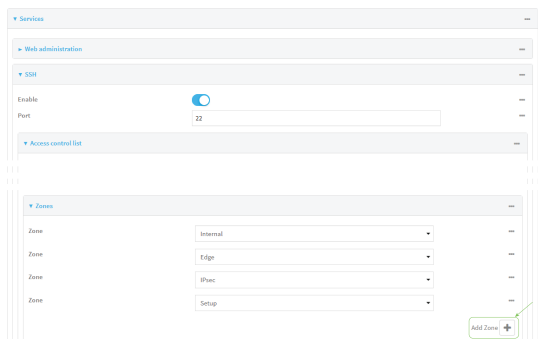 Services
Web administration
SSH
Enable
Port
22
Access control list
Zones
Zone
Internal
Zone
Edge
Zone
IPsec
Zone
Setup
Add Zone